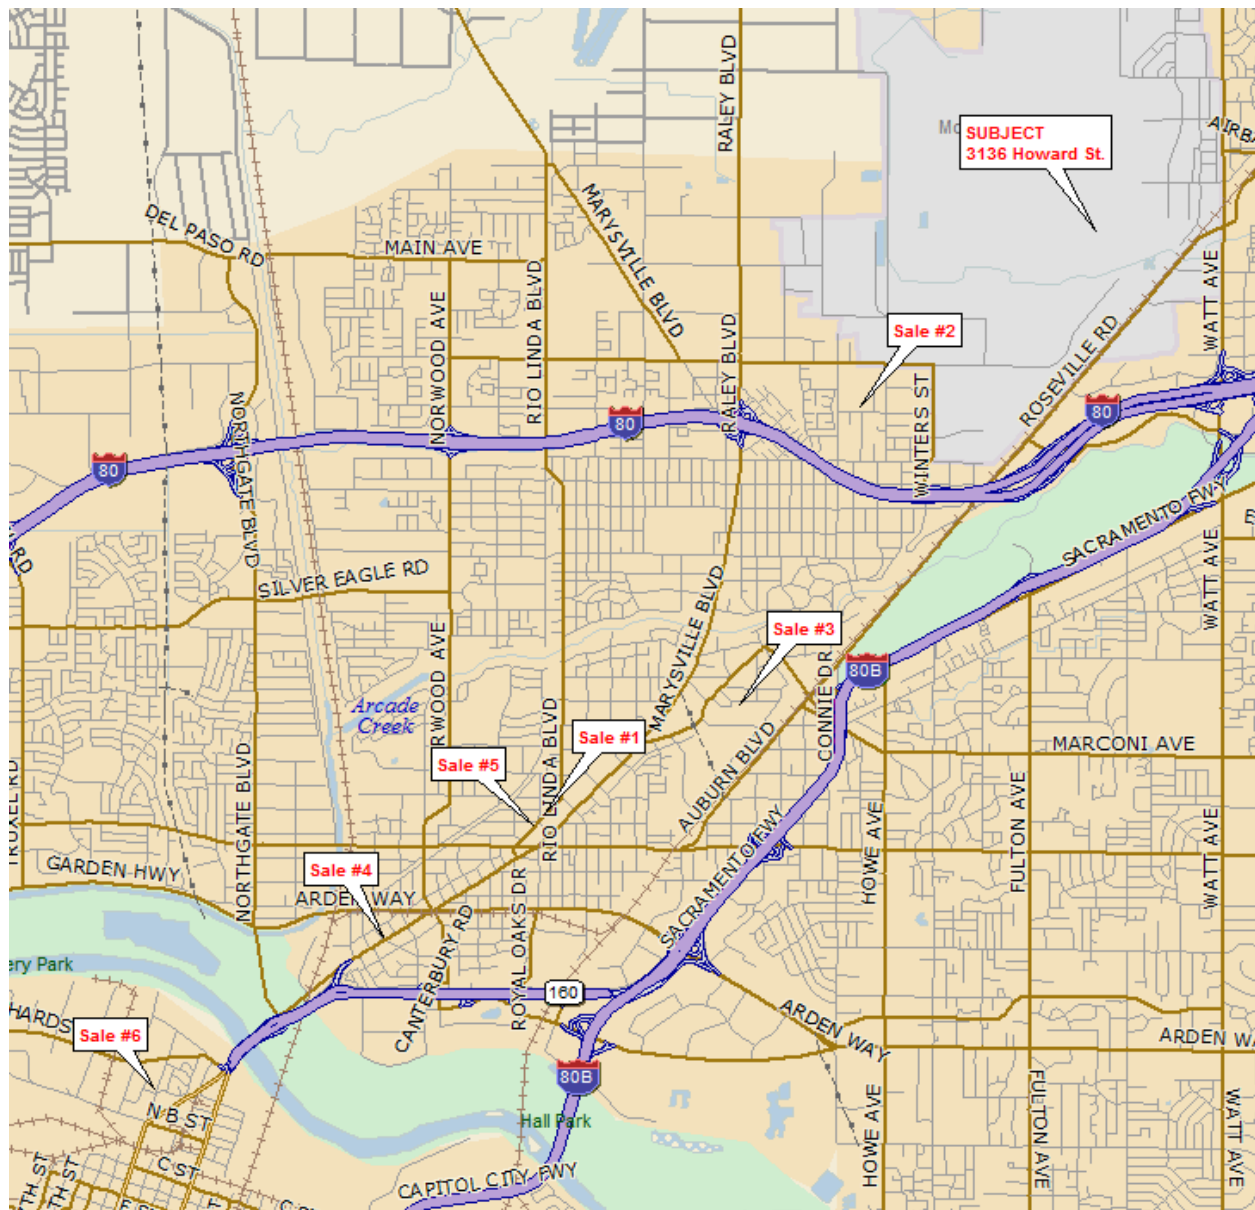 RALEY BLVD
SUBJECT
3136 Howard St.
DEL PASO RD
MAIN AVE
MARYSVILLE BLVD
NORWOOD AVE
RIO LINDA BLVD
RALEY BLVD
Sale #2
WATT AVE
ROSEVILLE RD
WINTERS ST
80
80
80
NORTHGATE BLVD
SACRAMENTO FWY
RD
SILVER EAGLE RD
MARYSVILLE BLVD
WATT AVE
Sale #3
80B
CONNIE DR
Arcade
Creek
RIO LINDA BLVD
Sale #1
Sale #5
AUBURN BLVD
MARCONI AVE
NORTHGATE BLVD
GARDEN HWY
Sale #4
ARDEN WAY
CANTERBURY RD
ROYAL OAKS DR
SACRAMENTO FWY
HOWE AVE
FULTON AVE
WATT AVE
ery Park
160
Sale #6
ARDEN WAY
ARDEN WA
80B
N B ST
Hall Park
HOWE AVE
FULTON AVE
WATT AVE
C ST
CAPITOL CITY FWY